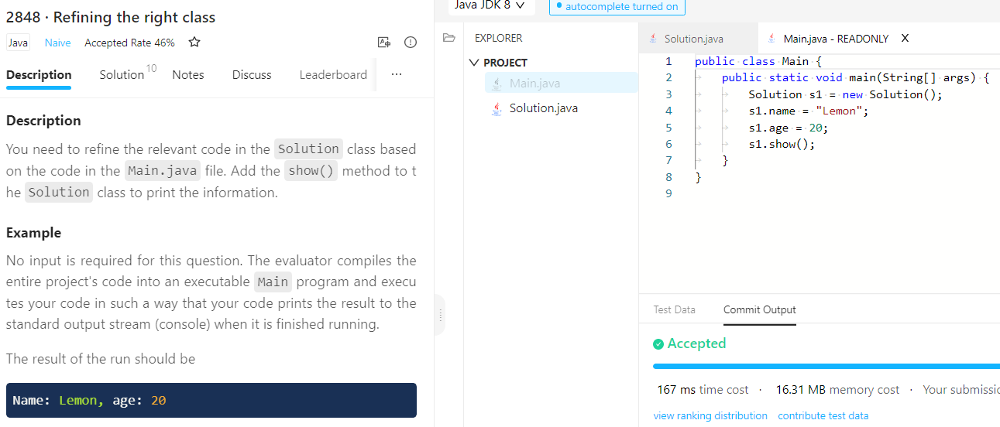 2848 · Refining the right class
Java Naive Accepted Rate 46%
Description Solution 10 Notes Discuss Leaderboard ...
Description
You need to refine the relevant code in the Solution class based
on the code in the Main.java file. Add the show() method to t
he Solution class to print the information.
Example
No input is required for this question. The evaluator compiles the
entire project's code into an executable Main program and execu
tes your code in such a way that your code prints the result to the
standard output stream (console) when it is finished running.
The result of the run should be
Name: Lemon, age: 20
Java JDK 8 autocomplete turned on
EXPLORER
PROJECT
Main.java
Solution.java
Solution.java Main.java - READONLY X
1 public class Main {
2 public static void main(String[] args) {
3 Solution s1 = new Solution();
4 s1.name = "Lemon";
5 s1.age = 20;
6 s1.show();
7 }
8 }
9
Test Data Commit Output
Accepted
167 ms time cost · 16.31 MB memory cost · Your submissi
view ranking distribution contribute test data